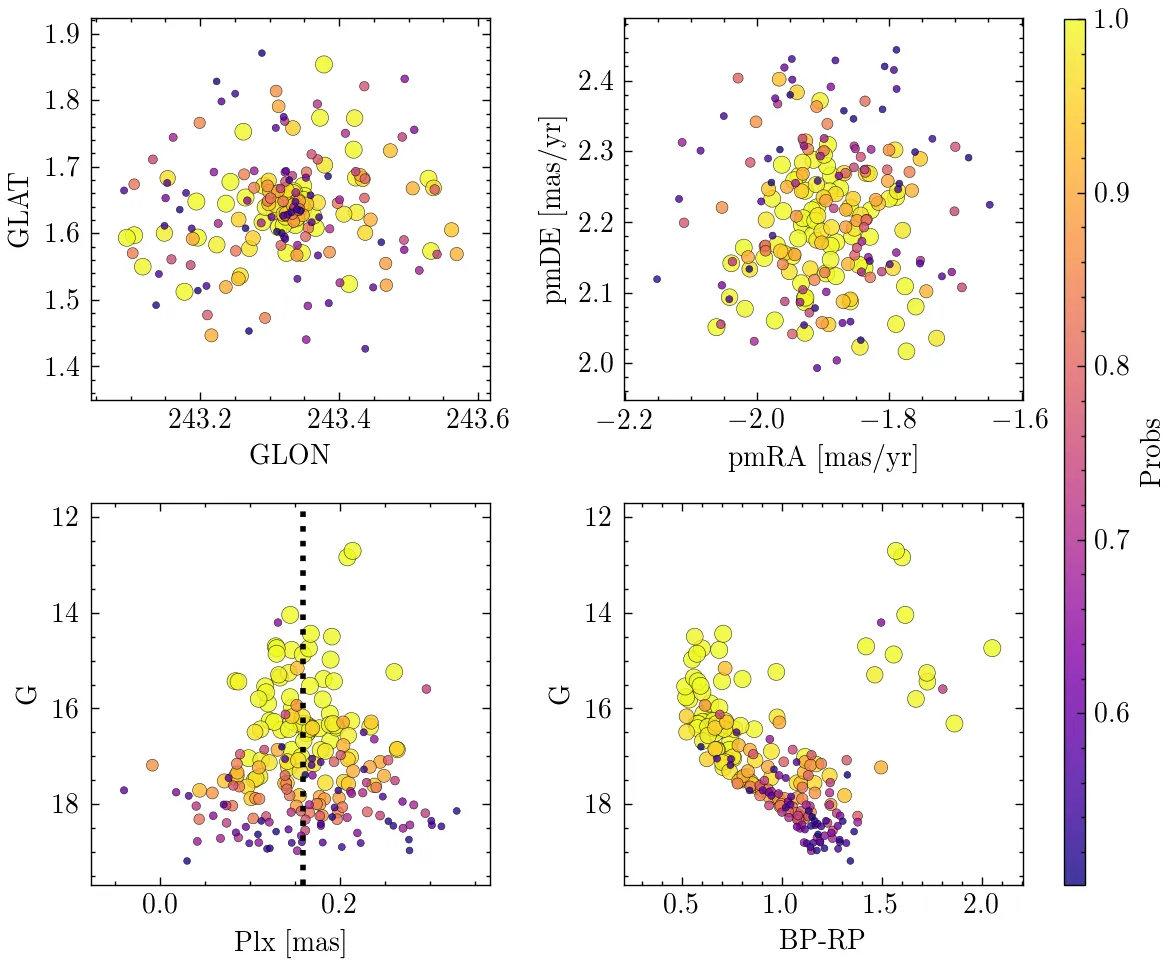 1.9
1.8
1.7
1.6
1.5
1.4
GLAT
243.2 243.4 243.6
GLON
2.4
2.3
2.2
2.1
2.0
pmDE [mas/yr]
−2.2 −2.0 −1.8 −1.6
pmRA [mas/yr]
12
14
16
18
G
0.0 0.2
Plx [mas]
12
14
16
18
G
0.5 1.0 1.5 2.0
BP-RP
1.0
0.9
0.8
0.7
0.6
Probs